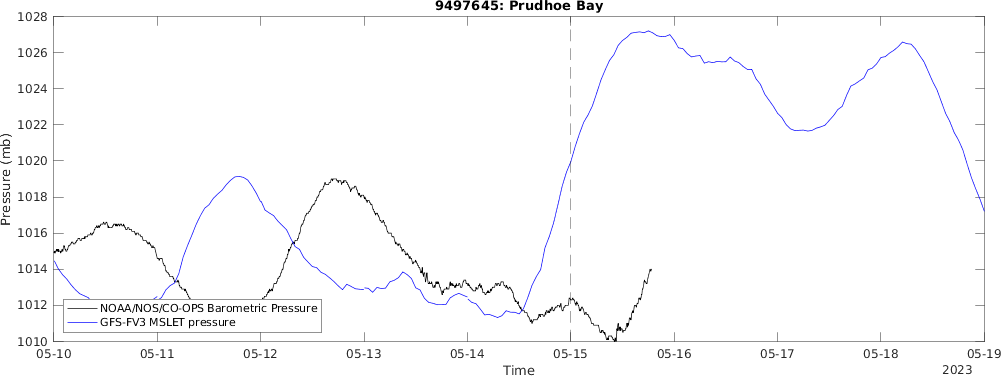 9497645: Prudhoe Bay
1028
1026
1024
1022
1020
1018
1016
1014
1012
1010
Pressure (mb)
NOAA/NOS/CO-OPS Barometric Pressure
GFS-FV3 MSLET pressure
05-10 05-11 05-12 05-13 05-14 05-15 05-16 05-17 05-18 05-19
Time
2023